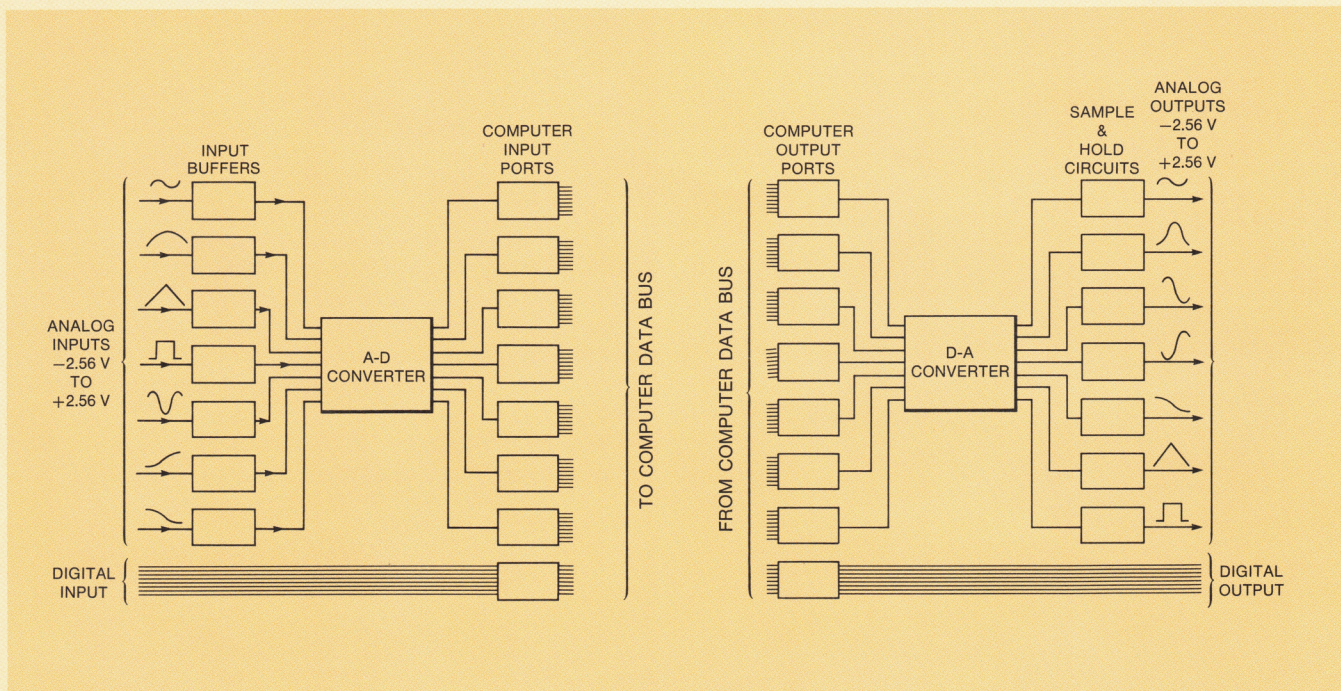 INPUT
BUFFERS
COMPUTER
INPUT
PORTS
ANALOG
INPUTS
−2.56 V
TO
+2.56 V
A-D
CONVERTER
TO COMPUTER DATA BUS
DIGITAL
INPUT
COMPUTER
OUTPUT
PORTS
SAMPLE
&
HOLD
CIRCUITS
ANALOG
OUTPUTS
−2.56 V
TO
+2.56 V
FROM COMPUTER DATA BUS
D-A
CONVERTER
DIGITAL
OUTPUT